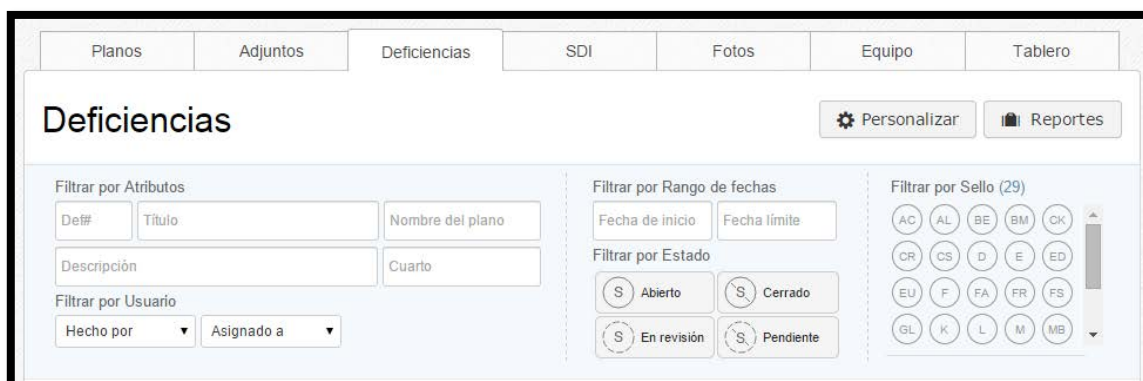 Planos Adjuntos Deficiencias SDI Fotos Equipo Tablero
Deficiencias
Personalizar Reportes
Filtrar por Atributos
Def# Título Nombre del plano
Descripción Cuarto
Filtrar por Usuario
Hecho por Asignado a
Filtrar por Rango de fechas
Fecha de inicio Fecha límite
Filtrar por Estado
S Abierto S Cerrado
S En revisión S Pendiente
Filtrar por Sello (29)
AC AL BE BM CK
CR CS D E ED
EU F FA FR FS
GL K L M MB